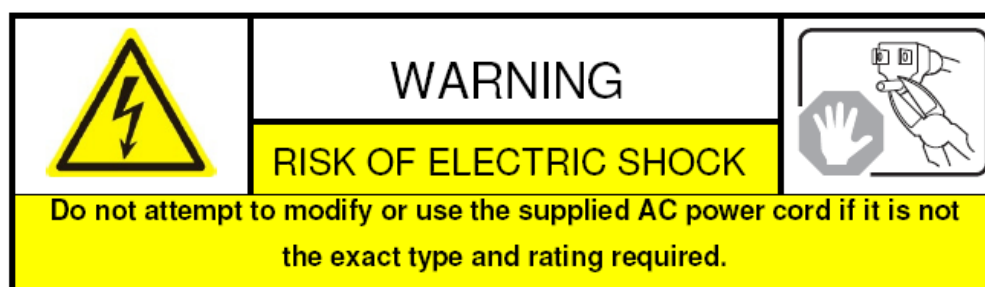 WARNING
RISK OF ELECTRIC SHOCK
Do not attempt to modify or use the supplied AC power cord if it is not
the exact type and rating required.